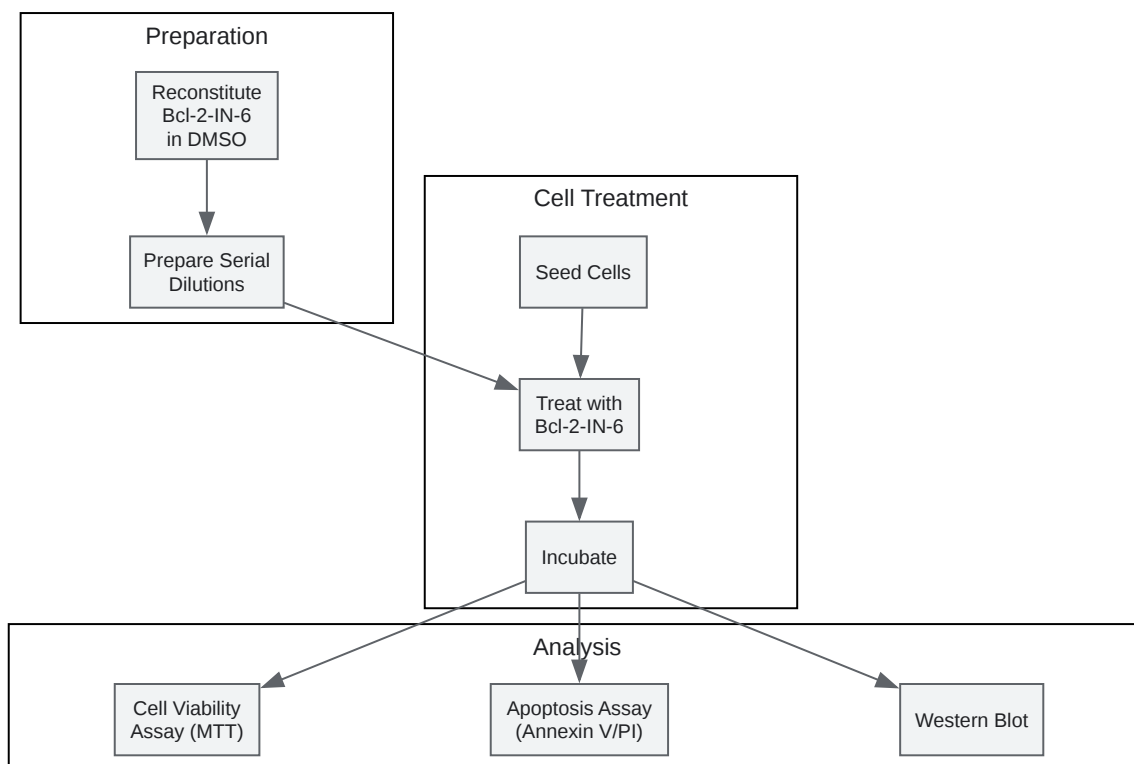 Preparation
Reconstitute
Bcl-2-IN-6
in DMSO
Prepare Serial
Dilutions
Cell Treatment
Seed Cells
Treat with
Bcl-2-IN-6
Incubate
Analysis
Cell Viability
Assay (MTT)
Apoptosis Assay
(Annexin V/PI)
Western Blot